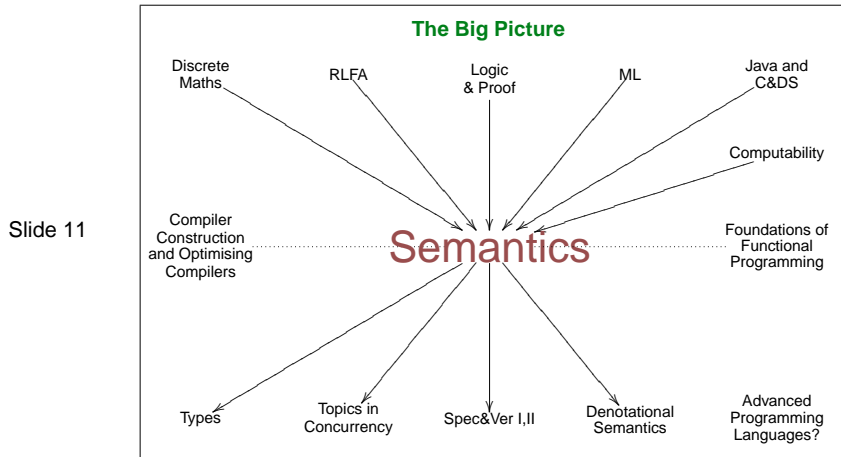 The Big Picture
Discrete
Maths
RLFA
Logic
& Proof
ML
Java and
C&DS
Computability
Slide 11
Compiler
Construction
and Optimising
Compilers
Semantics
Foundations of
Functional
Programming
Types
Topics in
Concurrency
Spec&Ver I,II
Denotational
Semantics
Advanced
Programming
Languages?